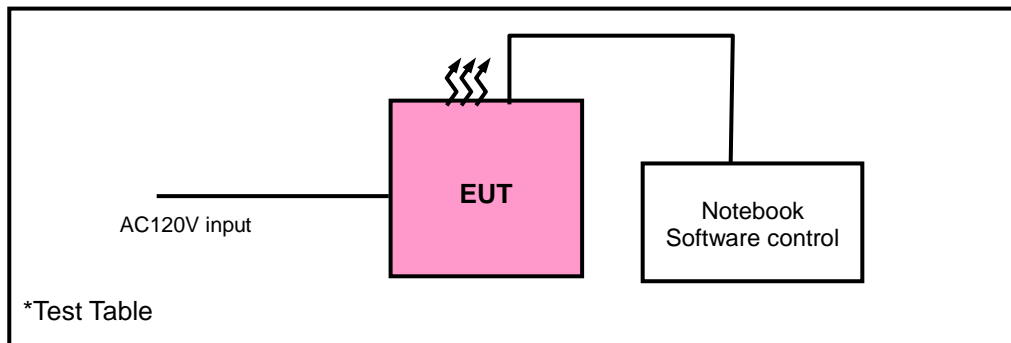 EUT
AC120V input
Notebook
Software control
*Test Table